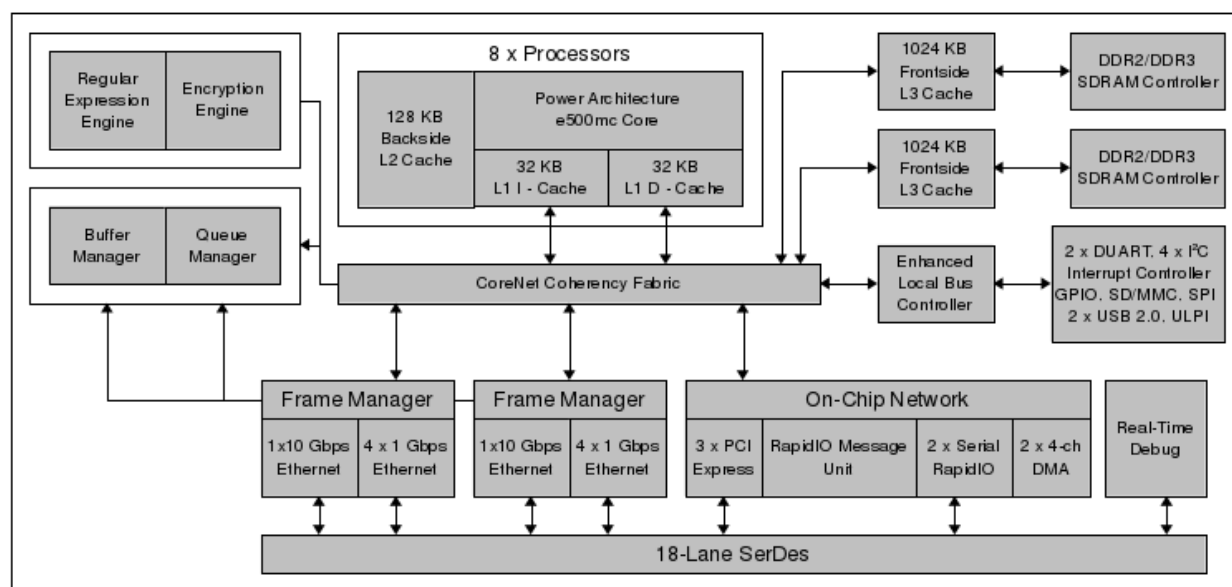 8 x Processors
Regular
Expression
Engine
Encryption
Engine
128 KB
Backside
L2 Cache
Power Architecture
e500mc Core
32 KB
L1 I - Cache
32 KB
L1 D - Cache
1024 KB
Frontside
L3 Cache
DDR2/DDR3
SDRAM Controller
1024 KB
Frontside
L3 Cache
DDR2/DDR3
SDRAM Controller
Buffer
Manager
Queue
Manager
CoreNet Coherency Fabric
Enhanced
Local Bus
Controller
2 x DUART, 4 x I²C
Interrupt Controller
GPIO, SD/MMC, SPI
2 x USB 2.0, ULPI
Frame Manager
1x10 Gbps
Ethernet
4 x 1 Gbps
Ethernet
Frame Manager
1x10 Gbps
Ethernet
4 x 1 Gbps
Ethernet
On-Chip Network
3 x PCI
Express
RapidIO Message
Unit
2 x Serial
RapidIO
2 x 4-ch
DMA
Real-Time
Debug
18-Lane SerDes